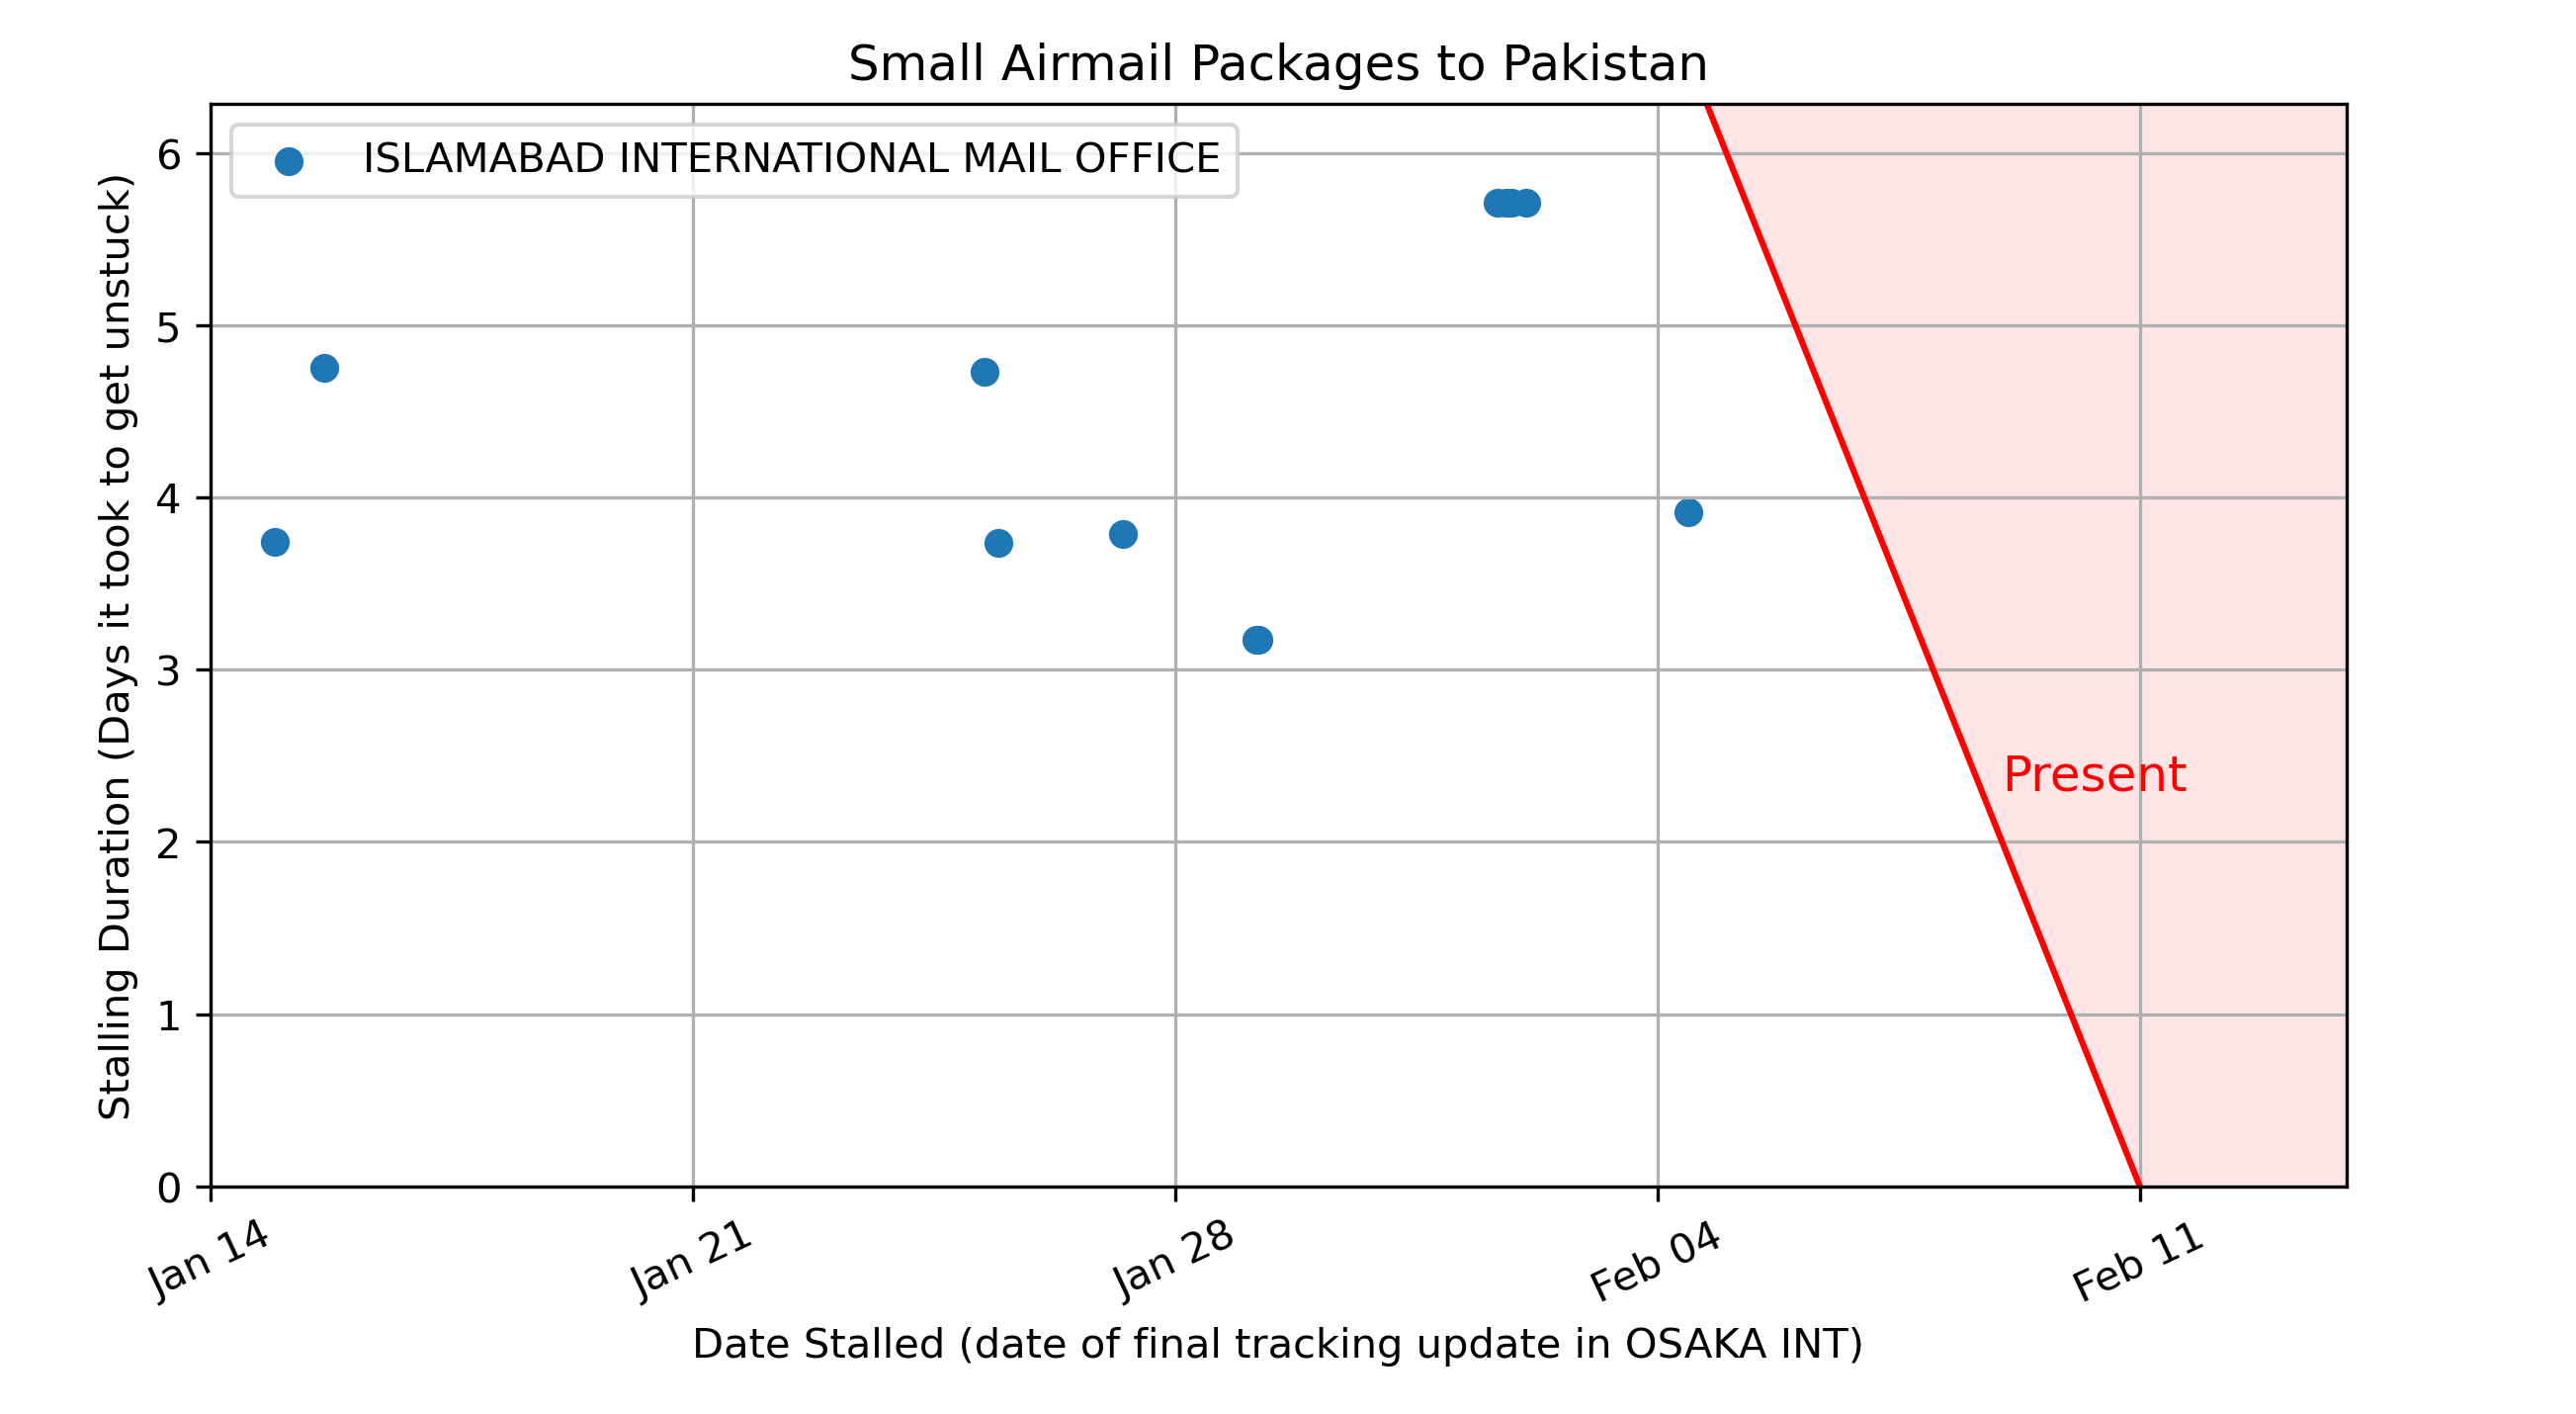 Small Airmail Packages to Pakistan
ISLAMABAD INTERNATIONAL MAIL OFFICE
Stalling Duration (Days it took to get unstuck)
6
5
4
3
2
1
0
Present
Jan 14
Jan 21
Jan 28
Feb 04
Feb 11
Date Stalled (date of final tracking update in OSAKA INT)